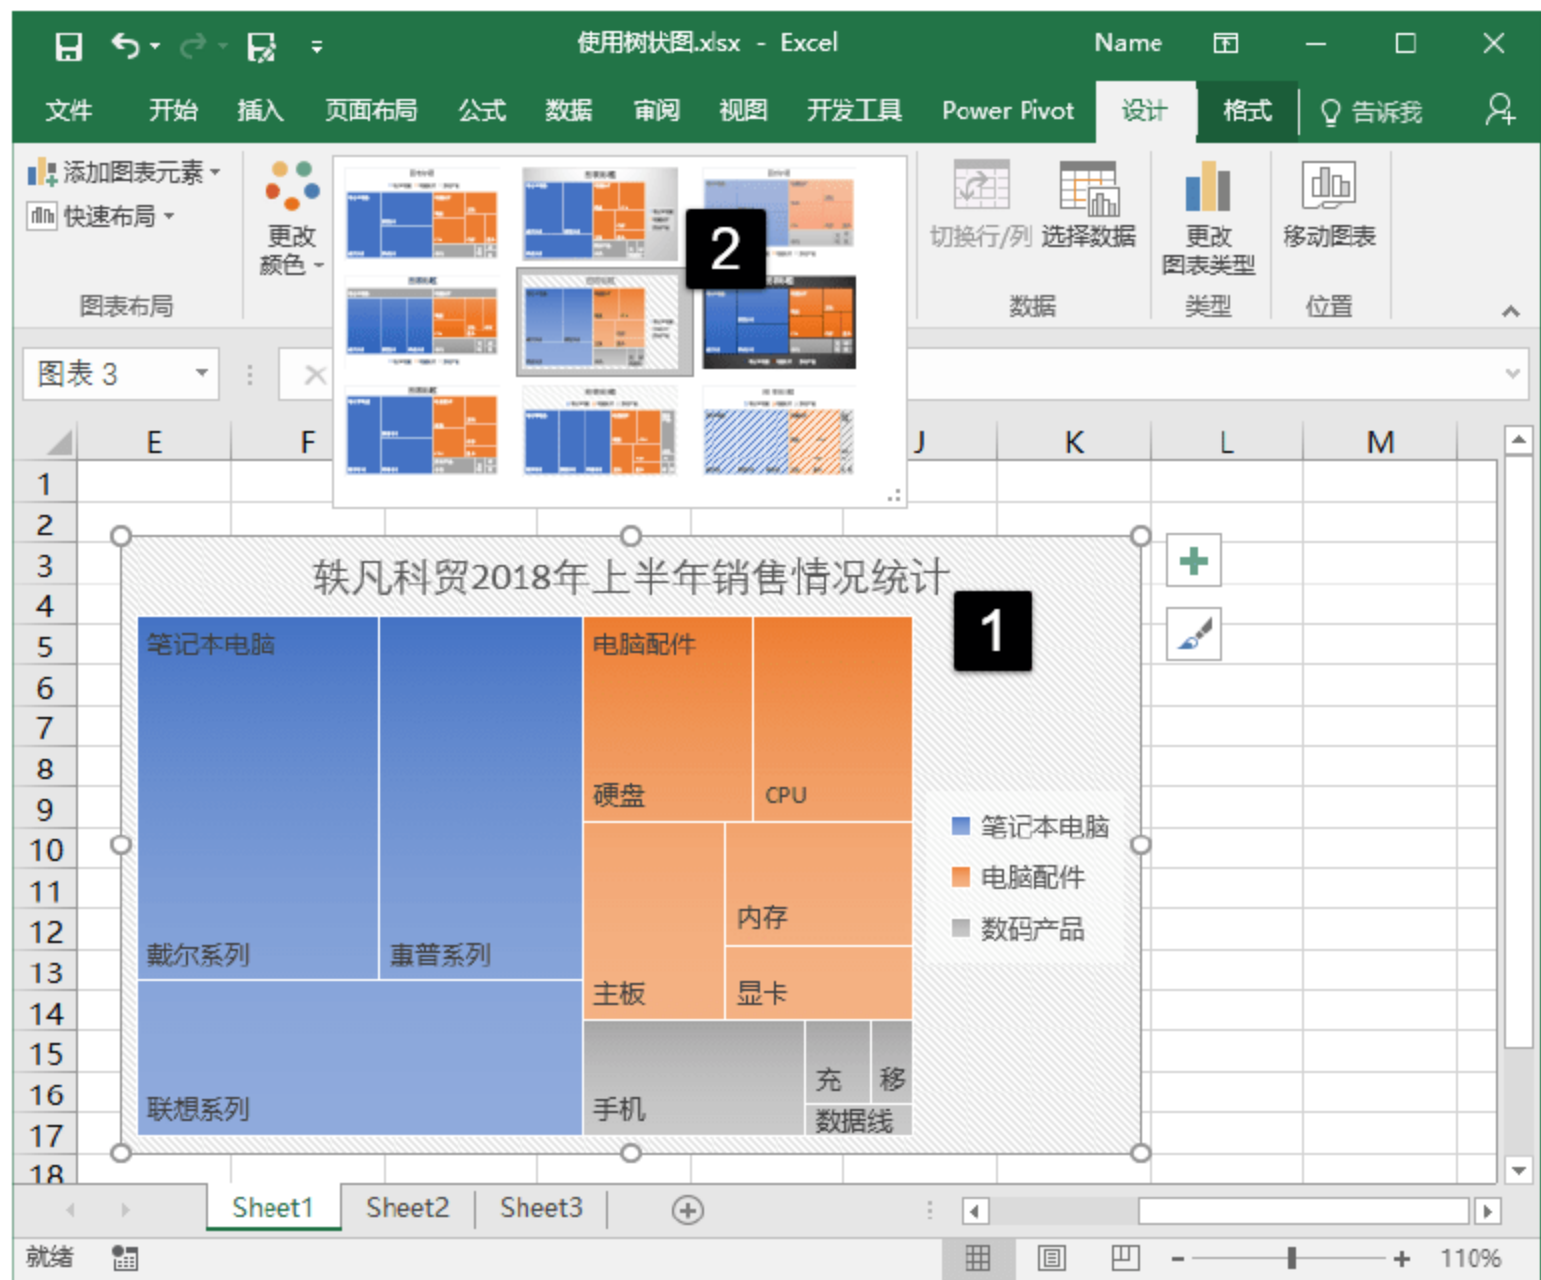 使用树状图.xlsx - Excel
Name
文件 开始 插入 页面布局 公式 数据 审阅 视图 开发工具 Power Pivot 设计 格式 告诉我
添加图表元素
快速布局
更改
颜色
图表布局
切换行/列 选择数据
数据
更改
图表类型
类型
移动图表
位置
2
图表 3
E F J K L M
1
2
3
4
5
6
7
8
9
10
11
12
13
14
15
16
17
18
轶凡科贸2018年上半年销售情况统计
1
笔记本电脑
戴尔系列
惠普系列
联想系列
电脑配件
硬盘
CPU
主板
内存
显卡
手机
充
移
数据线
笔记本电脑
电脑配件
数码产品
Sheet1 Sheet2 Sheet3
就绪
110%